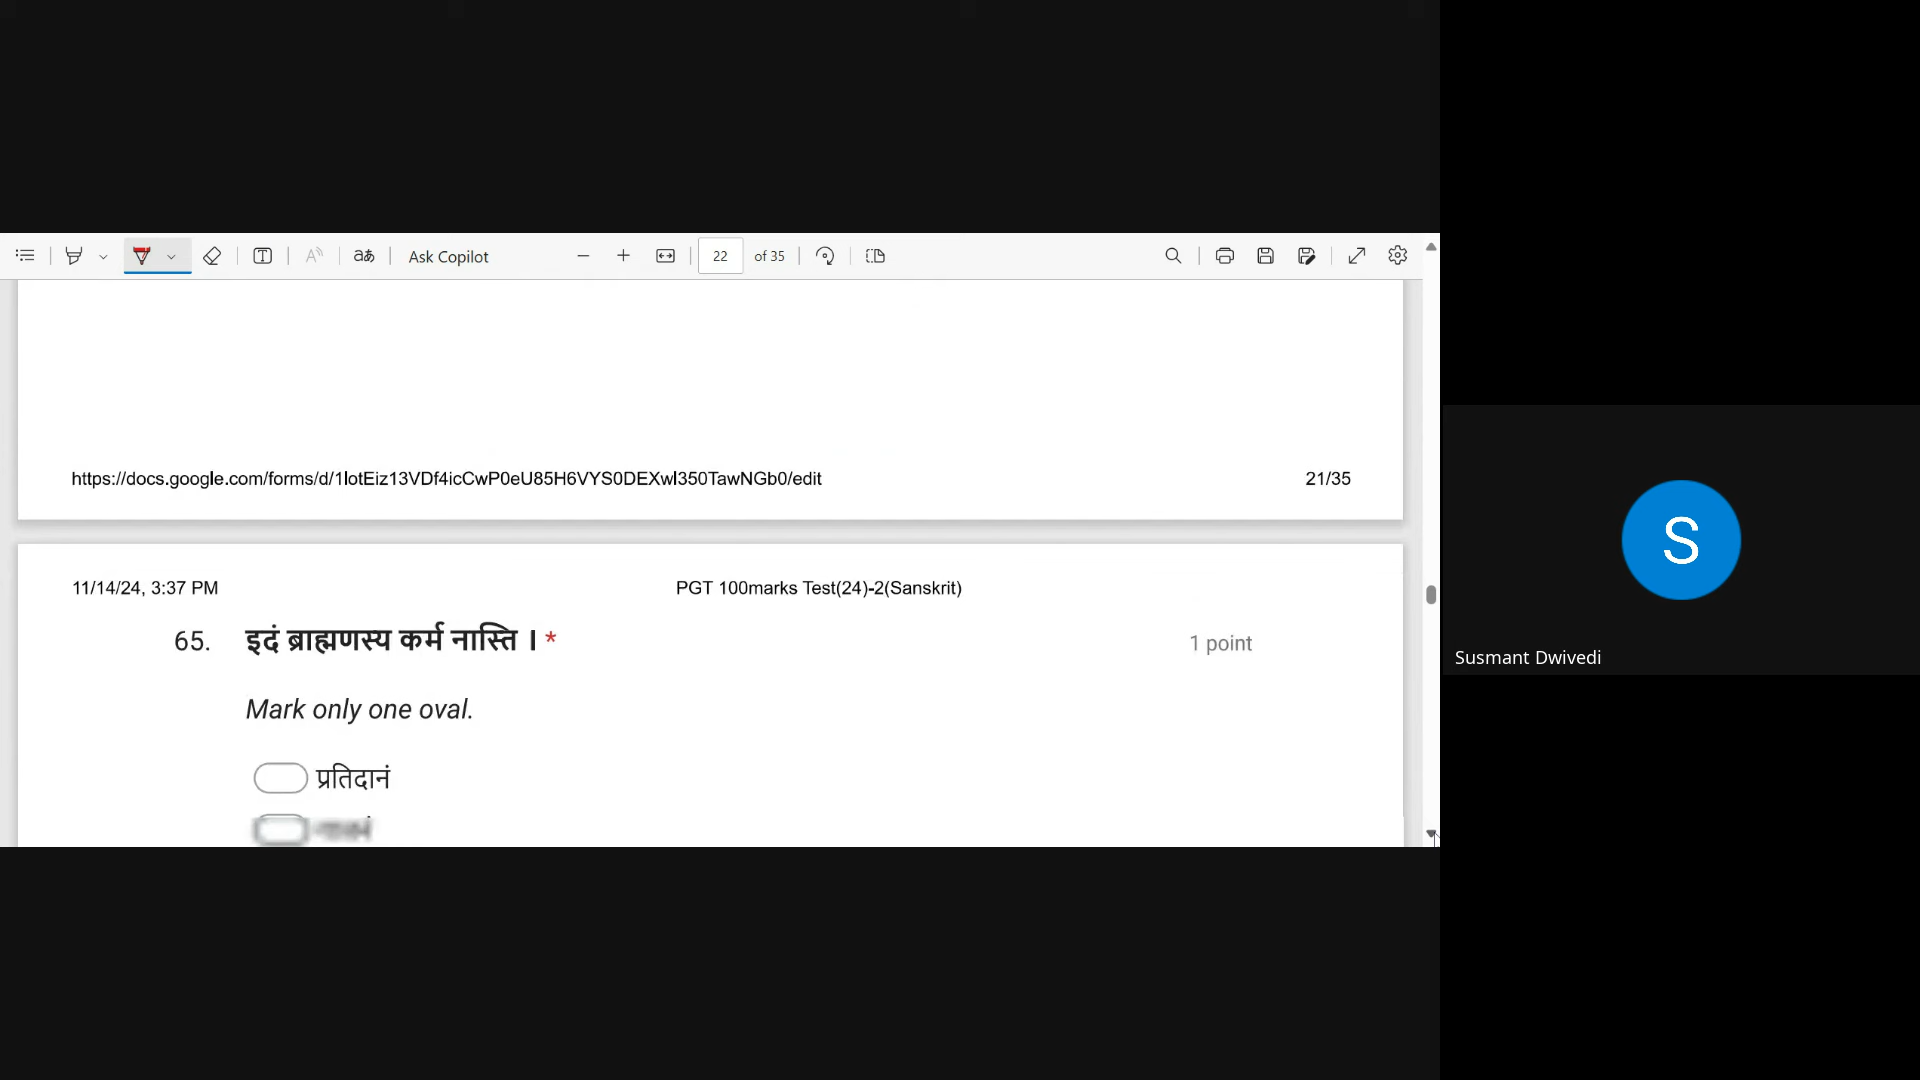 Ask Copilot
22 of 35
https://docs.google.com/forms/d/1lotEiz13VDf4icCwP0eU85H6VYS0DEXwl350TawNGb0/edit 21/35
11/14/24, 3:37 PM PGT 100marks Test(24)-2(Sanskrit)
65. इदं ब्राह्मणस्य कर्म नास्ति । * 1 point
Mark only one oval.
प्रतिदानं
S
Susmant Dwivedi